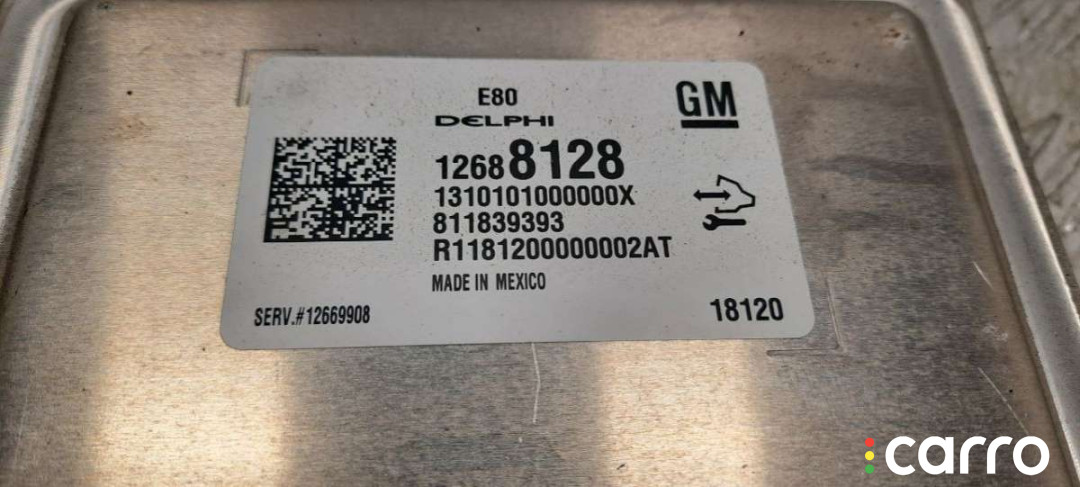 E80
DELPHI
GM
12688128
1310101000000X
811839393
R1181200000002AT
MADE IN MEXICO
SERV.#12669908
18120
carro